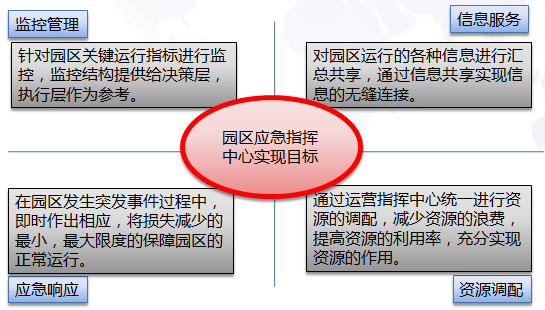 监控管理
针对园区关键运行指标进行监
控，监控结构提供给决策层，
执行层作为参考。
信息服务
对园区运行的各种信息进行汇
总共享，通过信息共享实现信
息的无缝连接。
园区应急指挥
中心实现目标
在园区发生突发事件过程中，
即时作出相应，将损失减少的
最小，最大限度的保障园区的
正常运行。
应急响应
通过运营指挥中心统一进行资
源的调配，减少资源的浪费，
提高资源的利用率，充分实现
资源的作用。
资源调配